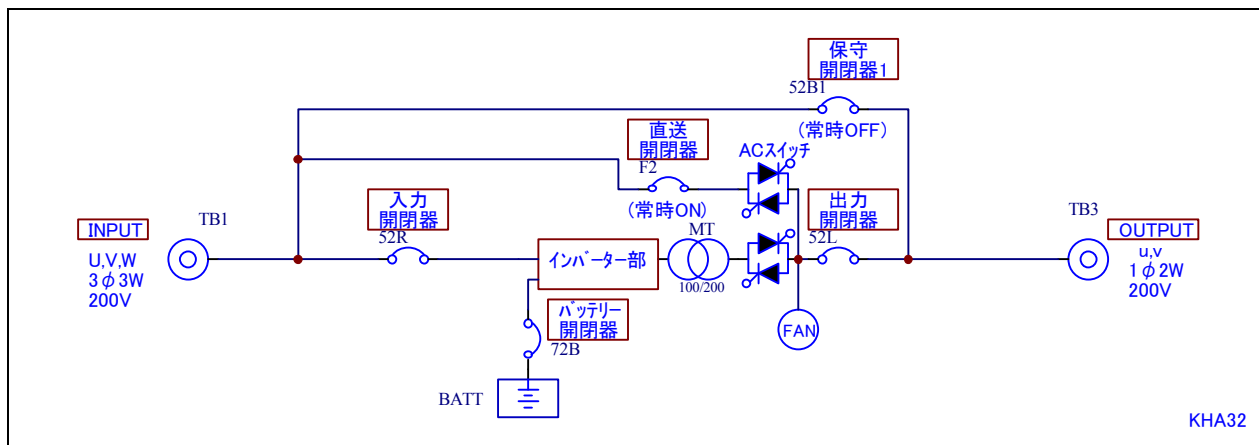 保守
開閉器1
52B1
(常時OFF)
直送
開閉器
F2
(常時ON)
ACスイッチ
入力
開閉器
52R
出力
開閉器
52L
TB1
INPUT
U,V,W
3φ3W
200V
インバーター部
MT
100/200
TB3
OUTPUT
u,v
1φ2W
200V
バッテリー
開閉器
72B
FAN
BATT
KHA32